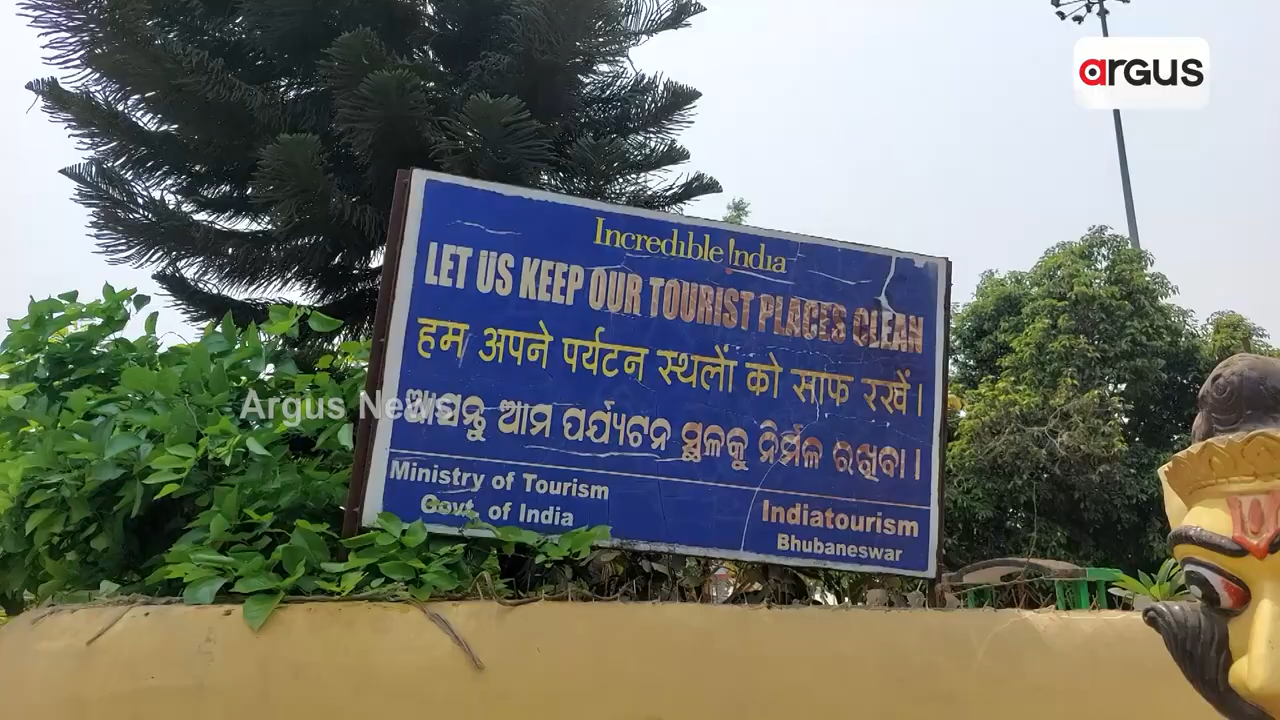 argus
Incredible !ndia
LET US KEEP OUR TOURIST PLACES CLEAN
हम अपने पर्यटन स्थलों को साफ रखें।
ଆସନ୍ତୁ ଆମ ପର୍ଯ୍ୟଟନ ସ୍ଥଳକୁ ନିର୍ମଳ ରଖିବା।
Argus News
Ministry of Tourism
Govt. of India
Indiatourism
Bhubaneswar